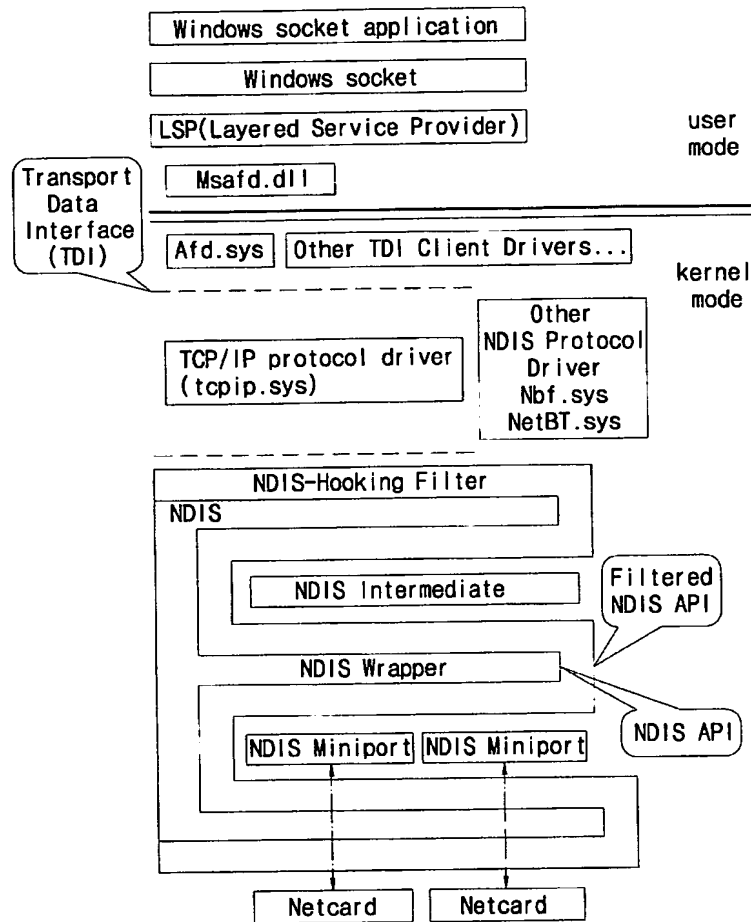 Windows socket application
Windows socket
LSP(Layered Service Provider)
user
mode
Msafd.dll
Transport
Data
Interface
(TDI)
Afd.sys
Other TDI Client Drivers...
kernel
mode
Other
NDIS Protocol
Driver
Nbf.sys
NetBT.sys
TCP/IP protocol driver
(tcpip.sys)
NDIS-Hooking Filter
NDIS
NDIS Intermediate
Filtered
NDIS API
NDIS Wrapper
NDIS API
NDIS Miniport
NDIS Miniport
Netcard
Netcard